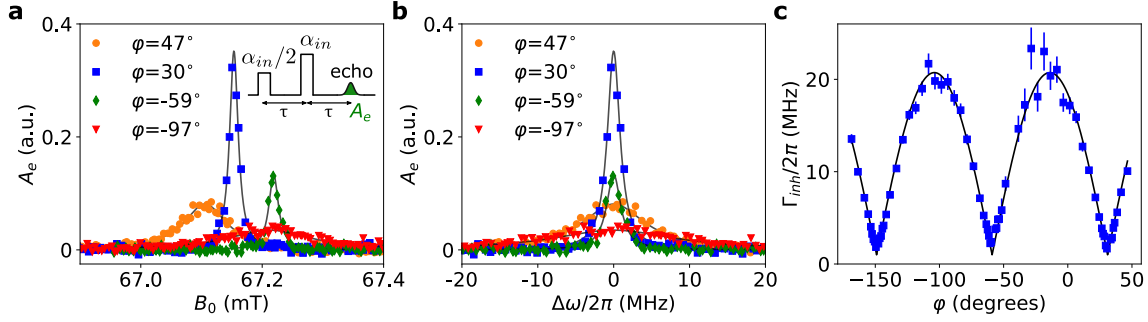 a
0.4
0.2
0
A_e (a.u.)
φ=47°
φ=30°
φ=-59°
φ=-97°
α_in/2
α_in
echo
τ
τ
A_e
67.0
67.2
67.4
B_0 (mT)
b
0.4
0.2
0
A_e (a.u.)
φ=47°
φ=30°
φ=-59°
φ=-97°
-20
-10
0
10
20
Δω/2π (MHz)
c
20
10
0
Γ_inh/2π (MHz)
−150
−100
−50
0
50
φ (degrees)